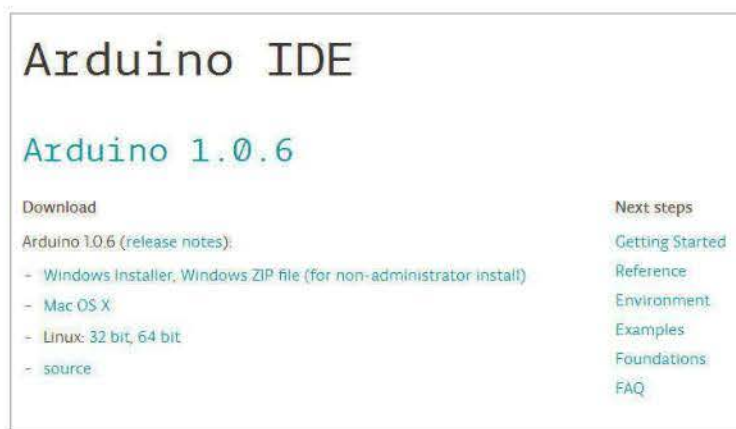 Arduino IDE
Arduino 1.0.6
Download
Arduino 1.0.6 (release notes):
- Windows Installer, Windows ZIP file (for non-administrator install)
- Mac OS X
- Linux: 32 bit, 64 bit
- source
Next steps
Getting Started
Reference
Environment
Examples
Foundations
FAQ